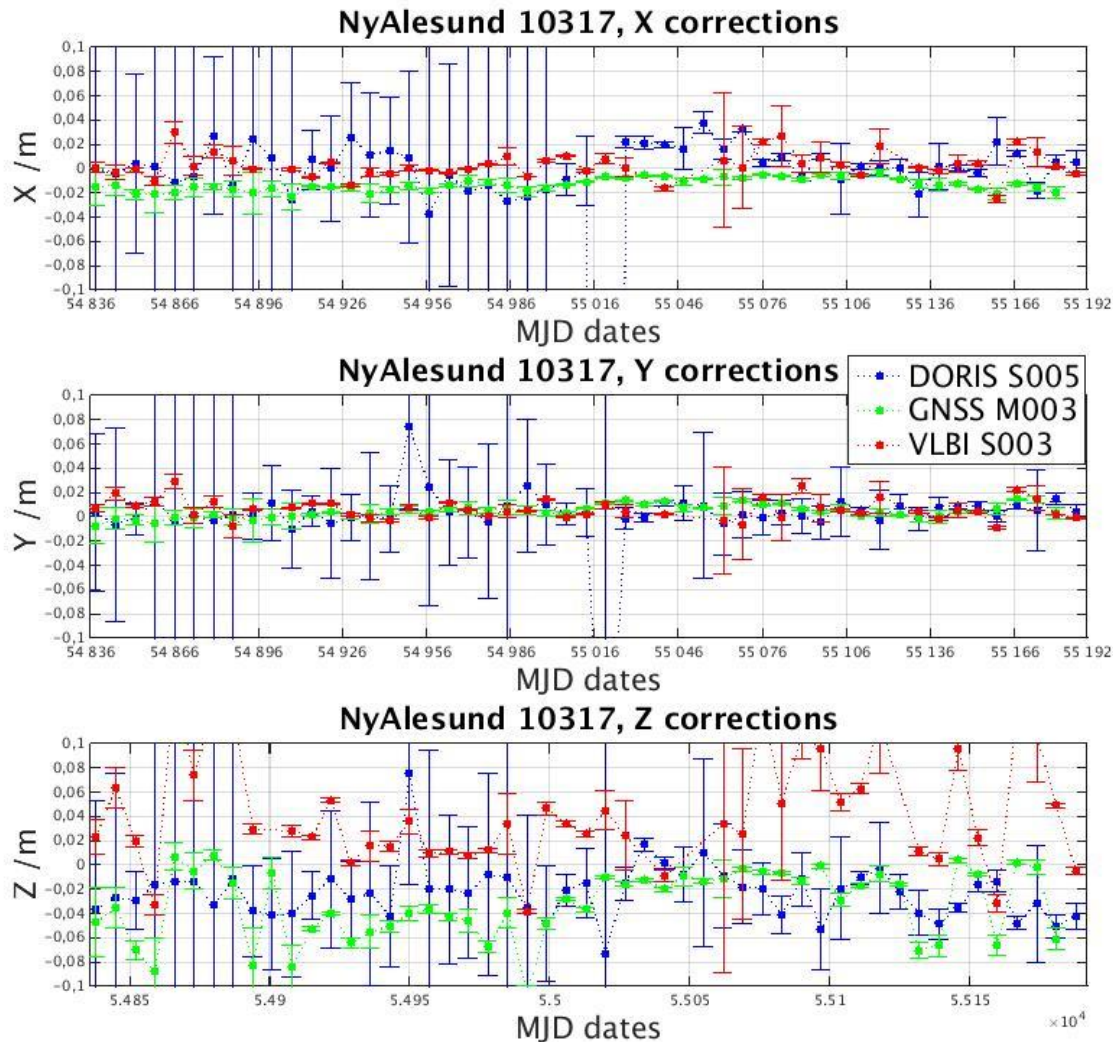 NyAlesund 10317, X corrections
X /m
0,1
0,08
0,06
0,04
0,02
0
−0,02
−0,04
−0,06
−0,08
−0,1
54 836 54 866 54 896 54 926 54 956 54 986 55 016 55 046 55 076 55 106 55 136 55 166 55 192
MJD dates
NyAlesund 10317, Y corrections
Y /m
0,1
0,08
0,06
0,04
0,02
0
−0,02
−0,04
−0,06
−0,08
−0,1
DORIS S005
GNSS M003
VLBI S003
54 836 54 866 54 896 54 926 54 956 54 986 55 016 55 046 55 076 55 106 55 136 55 166 55 192
MJD dates
NyAlesund 10317, Z corrections
Z /m
0,1
0,08
0,06
0,04
0,02
0
−0,02
−0,04
−0,06
−0,08
−0,1
5.485 5.49 5.495 5.5 5.505 5.51 5.515
×10⁴
MJD dates